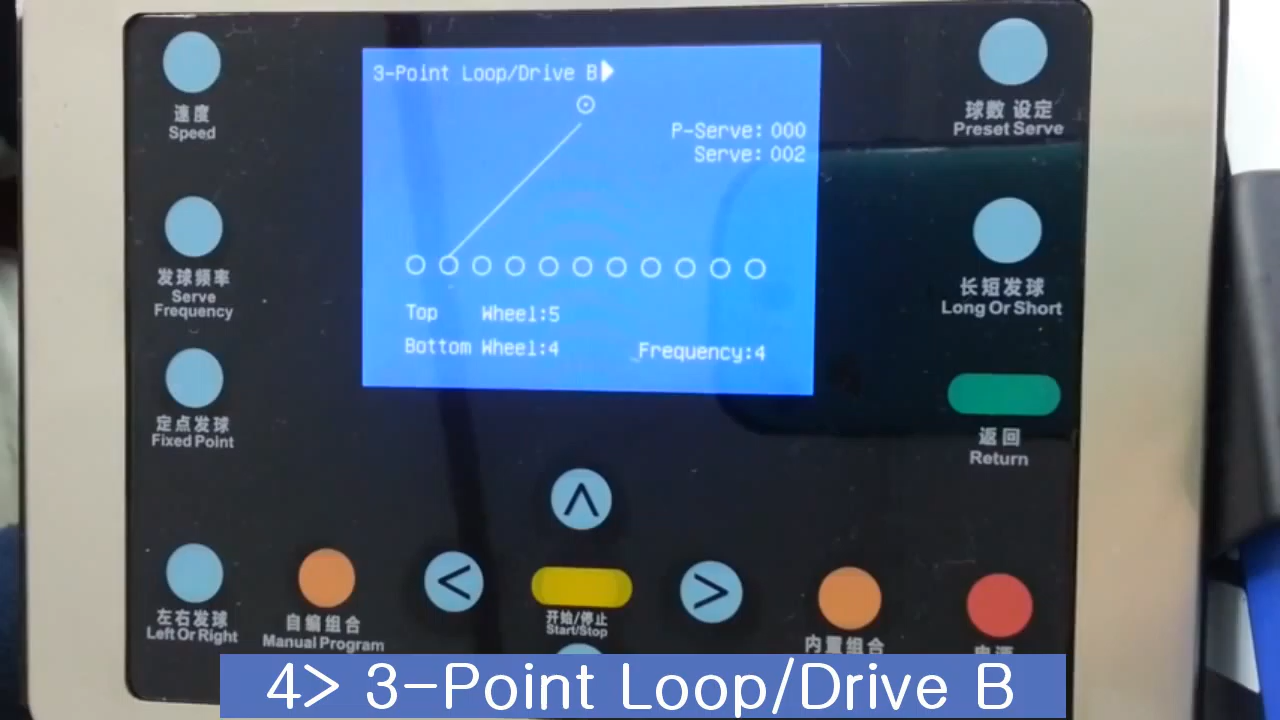 3-Point Loop/Drive B
P-Serve: 000
Serve: 002
Top Wheel:5
Bottom Wheel:4
Frequency:4
速度
Speed
发球频率
Serve
Frequency
定点发球
Fixed Point
左右发球
Left Or Right
自编组合
Manual Program
<
>
开始/停止
Start/Stop
球数 设定
Preset Serve
长短发球
Long Or Short
返回
Return
内置组合
4> 3-Point Loop/Drive B